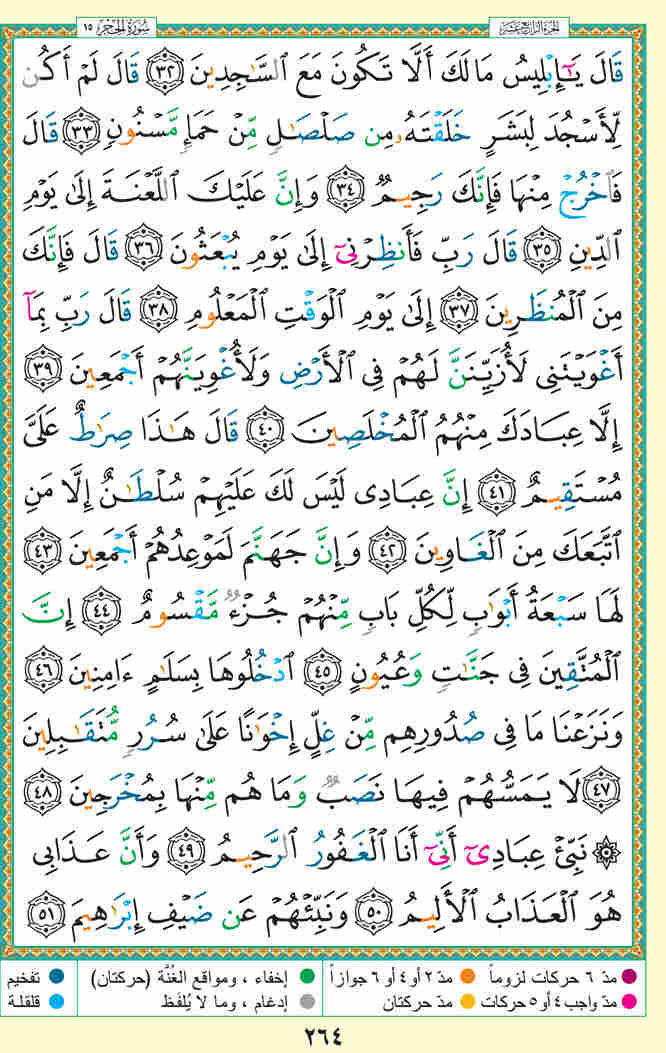 الجزء الرابع عشر
سُورَةُ الحِجْرِ ١٥
قَالَ يَٰٓإِبْلِيسُ مَا لَكَ أَلَّا تَكُونَ مَعَ ٱلسَّٰجِدِينَ ٣٢ قَالَ لَمْ أَكُن
لِّأَسْجُدَ لِبَشَرٍ خَلَقْتَهُۥ مِن صَلْصَٰلٍ مِّنْ حَمَإٍ مَّسْنُونٍ ٣٣ قَالَ
فَٱخْرُجْ مِنْهَا فَإِنَّكَ رَجِيمٌ ٣٤ وَإِنَّ عَلَيْكَ ٱللَّعْنَةَ إِلَىٰ يَوْمِ
ٱلدِّينِ ٣٥ قَالَ رَبِّ فَأَنظِرْنِىٓ إِلَىٰ يَوْمِ يُبْعَثُونَ ٣٦ قَالَ فَإِنَّكَ
مِنَ ٱلْمُنظَرِينَ ٣٧ إِلَىٰ يَوْمِ ٱلْوَقْتِ ٱلْمَعْلُومِ ٣٨ قَالَ رَبِّ بِمَآ
أَغْوَيْتَنِى لَأُزَيِّنَنَّ لَهُمْ فِى ٱلْأَرْضِ وَلَأُغْوِيَنَّهُمْ أَجْمَعِينَ ٣٩
إِلَّا عِبَادَكَ مِنْهُمُ ٱلْمُخْلَصِينَ ٤٠ قَالَ هَٰذَا صِرَٰطٌ عَلَىَّ
مُسْتَقِيمٌ ٤١ إِنَّ عِبَادِى لَيْسَ لَكَ عَلَيْهِمْ سُلْطَٰنٌ إِلَّا مَنِ
ٱتَّبَعَكَ مِنَ ٱلْغَاوِينَ ٤٢ وَإِنَّ جَهَنَّمَ لَمَوْعِدُهُمْ أَجْمَعِينَ ٤٣
لَهَا سَبْعَةُ أَبْوَٰبٍ لِّكُلِّ بَابٍ مِّنْهُمْ جُزْءٌ مَّقْسُومٌ ٤٤ إِنَّ
ٱلْمُتَّقِينَ فِى جَنَّٰتٍ وَعُيُونٍ ٤٥ ٱدْخُلُوهَا بِسَلَٰمٍ ءَامِنِينَ ٤٦
وَنَزَعْنَا مَا فِى صُدُورِهِم مِّنْ غِلٍّ إِخْوَٰنًا عَلَىٰ سُرُرٍ مُّتَقَٰبِلِينَ
٤٧ لَا يَمَسُّهُمْ فِيهَا نَصَبٌ وَمَا هُم مِّنْهَا بِمُخْرَجِينَ ٤٨
۞ نَبِّئْ عِبَادِىٓ أَنِّىٓ أَنَا ٱلْغَفُورُ ٱلرَّحِيمُ ٤٩ وَأَنَّ عَذَابِى
هُوَ ٱلْعَذَابُ ٱلْأَلِيمُ ٥٠ وَنَبِّئْهُمْ عَن ضَيْفِ إِبْرَٰهِيمَ ٥١
مدّ ٦ حركات لزوماً مدّ ٢ أو ٤ أو ٦ جوازاً إخفاء ، ومواقع الغُنَّة (حركتان) تفخيم
مدّ واجب ٤ أو ٥ حركات مدّ حركتان إدغام ، وما لا يُلفَظ قلقلة
٢٦٤